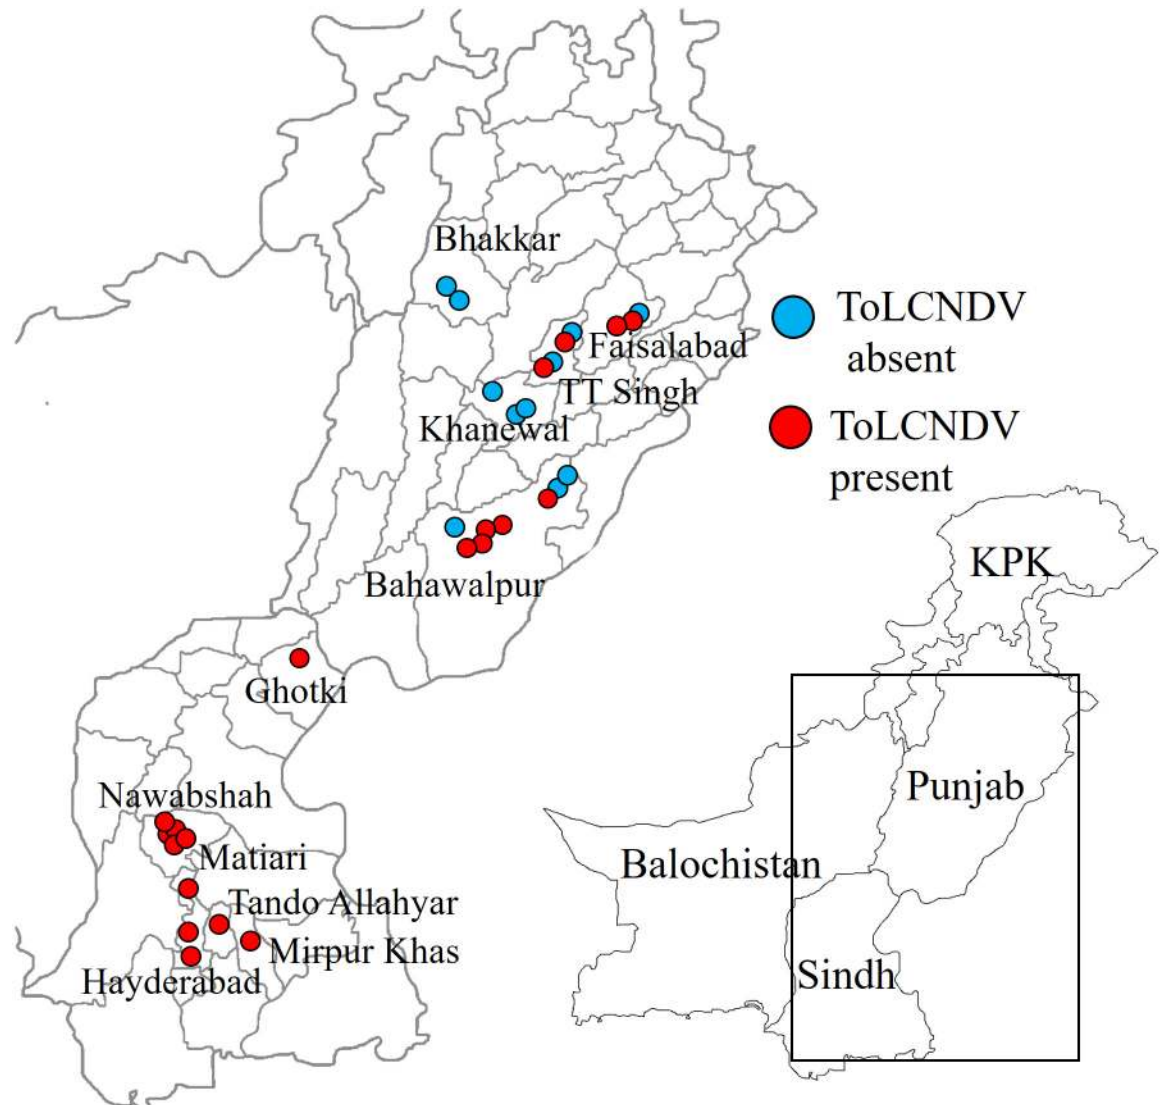 Bhakkar
ToLCNDV
absent
Faisalabad
TT Singh
ToLCNDV
present
Khanewal
Bahawalpur
KPK
Ghotki
Nawabshah
Punjab
Matiari
Balochistan
Tando Allahyar
Mirpur Khas
Hayderabad
Sindh